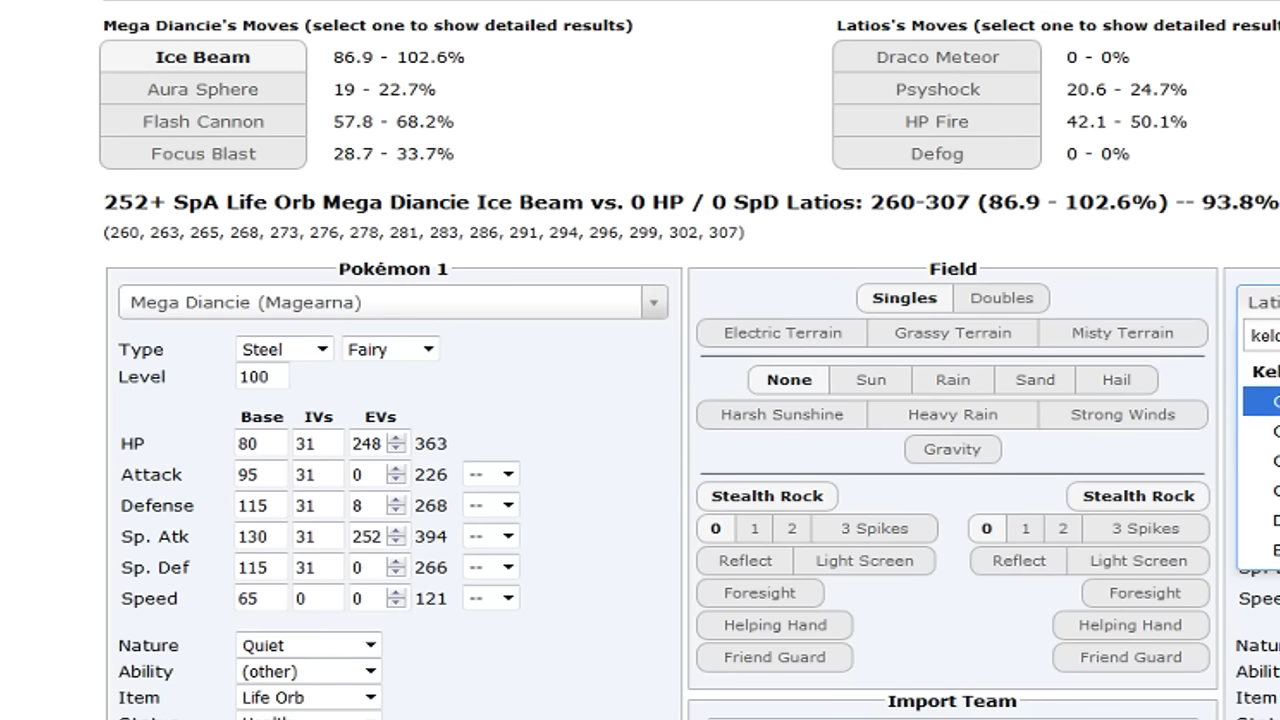 Mega Diancie's Moves (select one to show detailed results)
Ice Beam 86.9 - 102.6%
Aura Sphere 19 - 22.7%
Flash Cannon 57.8 - 68.2%
Focus Blast 28.7 - 33.7%
Latios's Moves (select one to show detailed resul
Draco Meteor 0 - 0%
Psyshock 20.6 - 24.7%
HP Fire 42.1 - 50.1%
Defog 0 - 0%
252+ SpA Life Orb Mega Diancie Ice Beam vs. 0 HP / 0 SpD Latios: 260-307 (86.9 - 102.6%) -- 93.8%
(260, 263, 265, 268, 273, 276, 278, 281, 283, 286, 291, 294, 296, 299, 302, 307)
Pokémon 1
Mega Diancie (Magearna)
Type Steel Fairy
Level 100
Base IVs EVs
HP 80 31 248 363
Attack 95 31 0 226 --
Defense 115 31 8 268 --
Sp. Atk 130 31 252 394 --
Sp. Def 115 31 0 266 --
Speed 65 0 0 121 --
Nature Quiet
Ability (other)
Item Life Orb
Field
Singles Doubles
Electric Terrain Grassy Terrain Misty Terrain
None Sun Rain Sand Hail
Harsh Sunshine Heavy Rain Strong Winds
Gravity
Stealth Rock Stealth Rock
0 1 2 3 Spikes 0 1 2 3 Spikes
Reflect Light Screen Reflect Light Screen
Foresight Foresight
Helping Hand Helping Hand
Friend Guard Friend Guard
Import Team
Lati
kelo
Kel
Spee
Natu
Abilit
Item